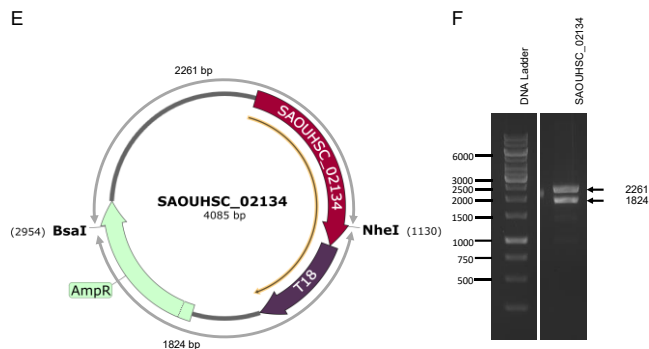 E
2261 bp
SAOUHSC_02134
SAOUHSC_02134
4085 bp
(2954) BsaI
NheI (1130)
T18
AmpR
1824 bp
F
DNA Ladder
SAOUHSC_02134
6000
3000
2500
2000
1500
1000
750
500
2261
1824